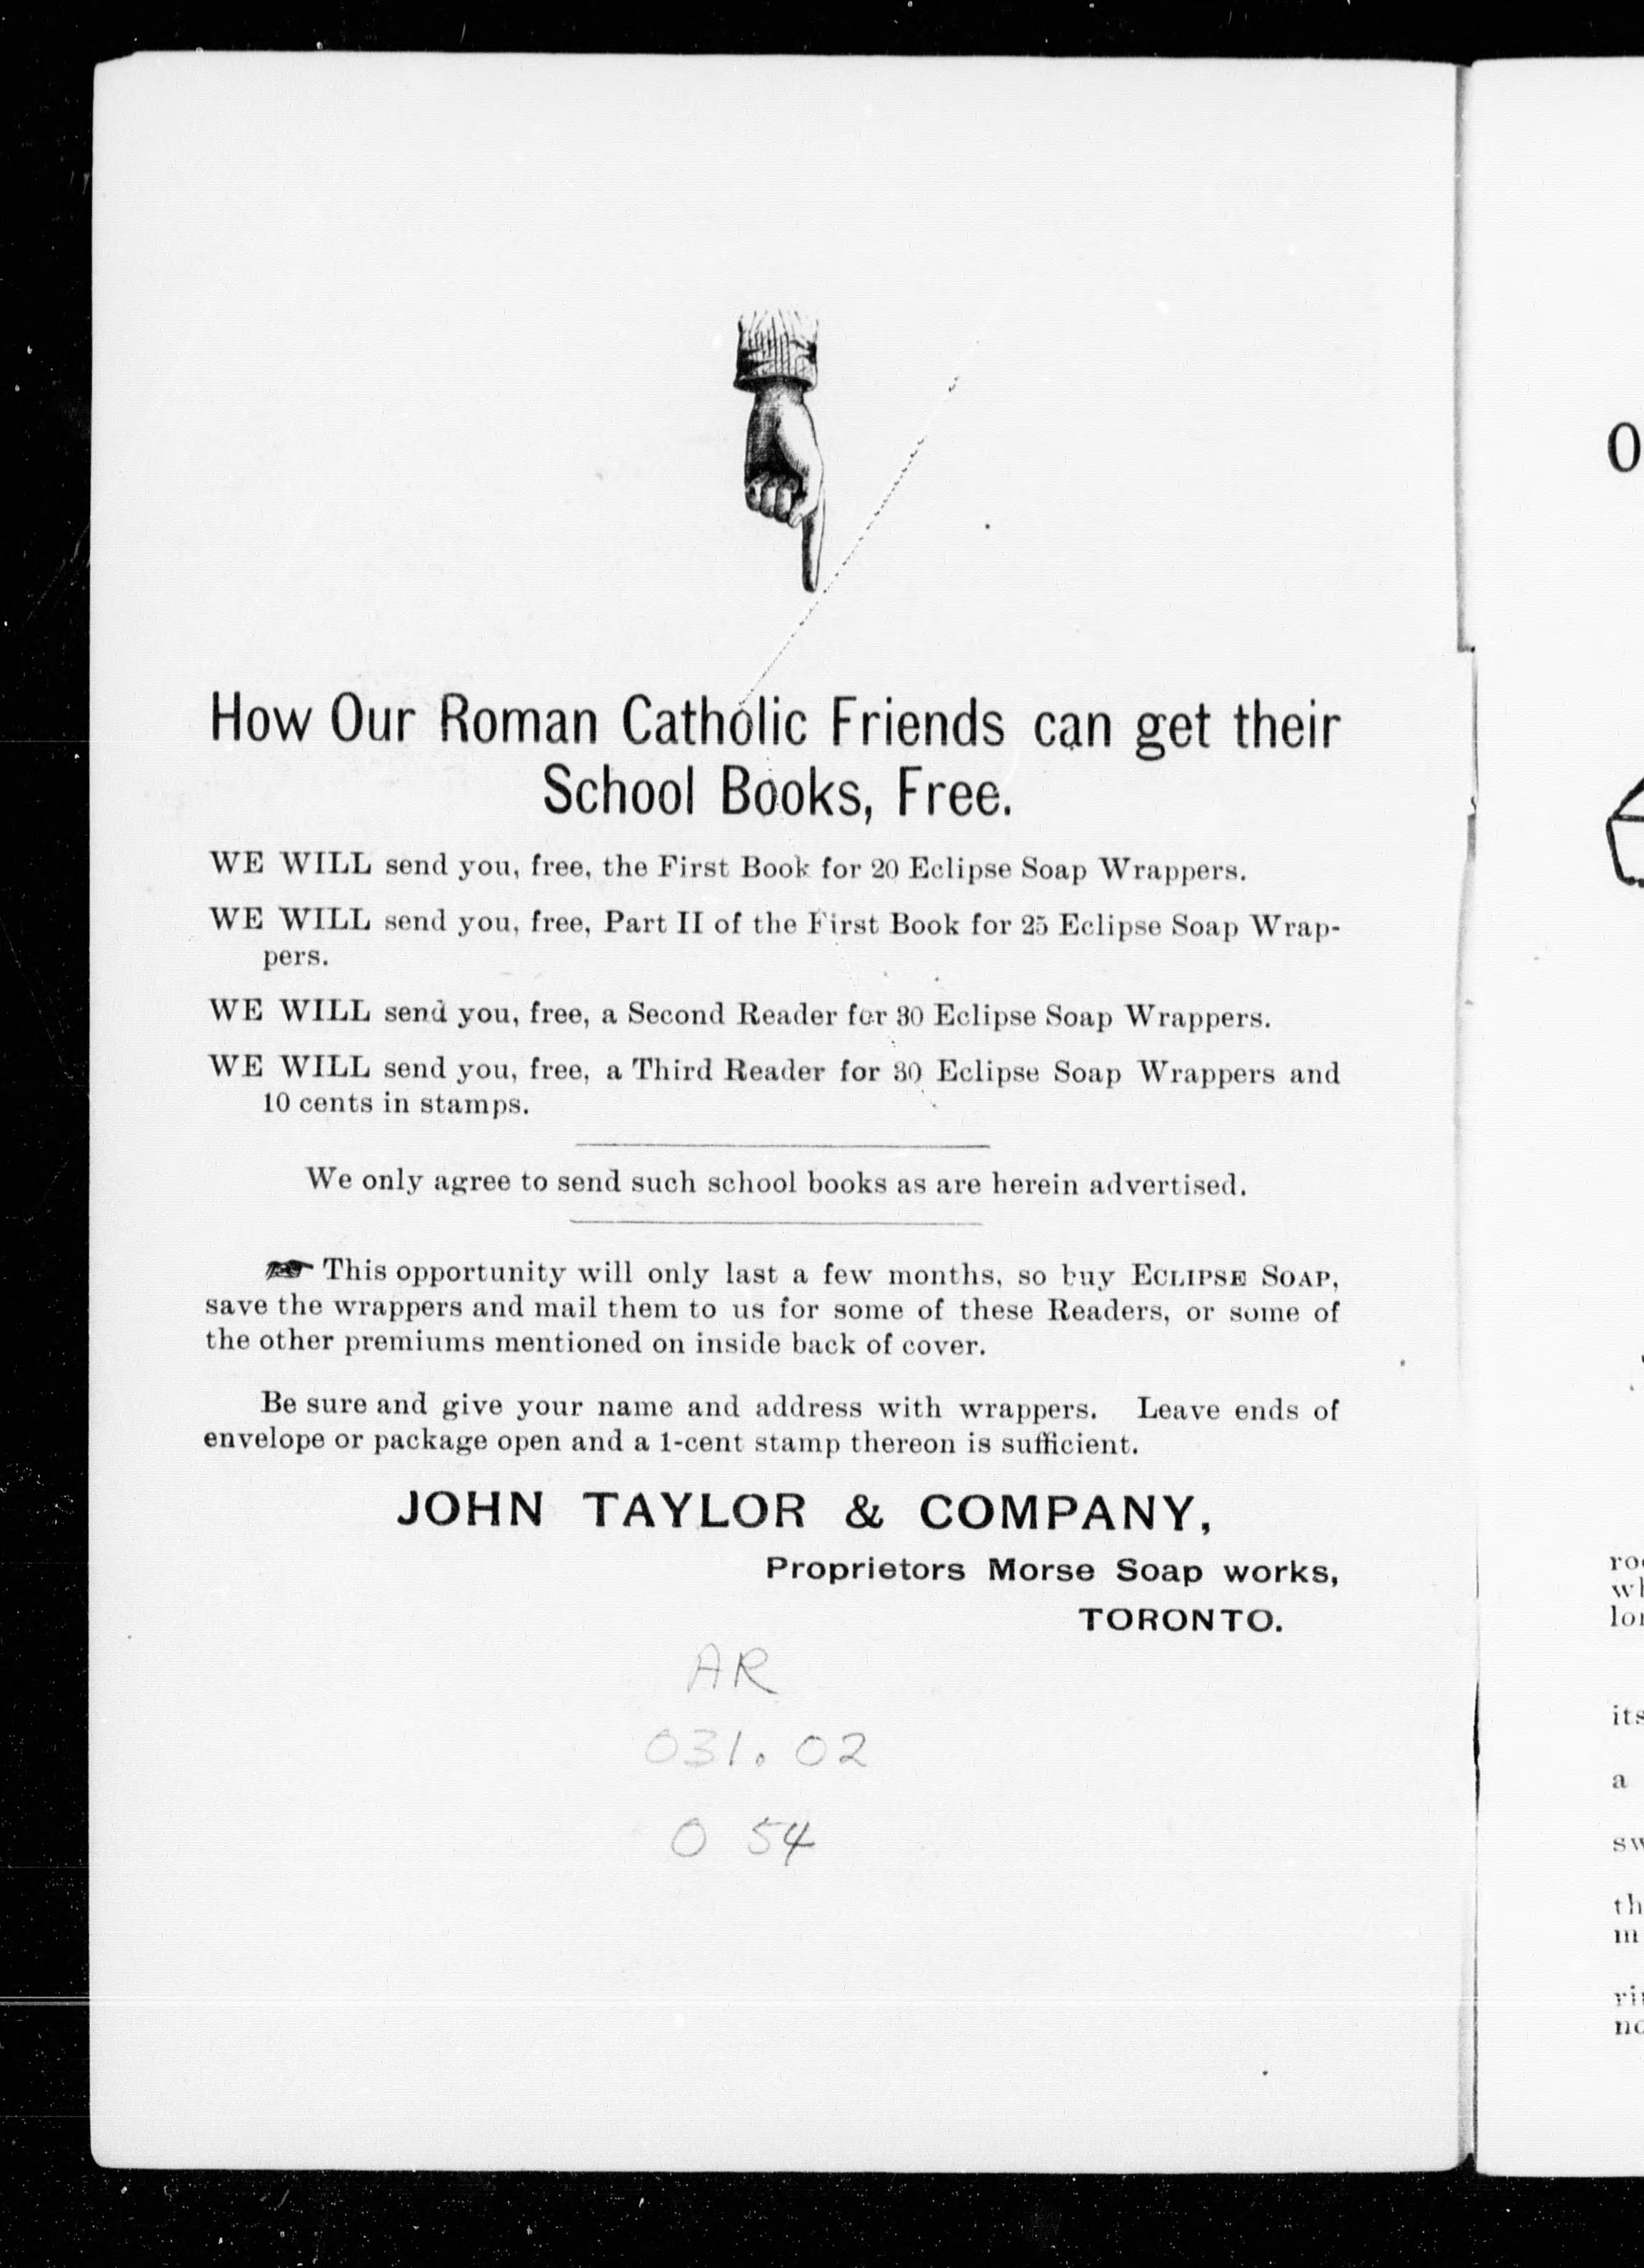 How Our Roman Catholic Friends can get their
School Books, Free.
WE WILL send you, free, the First Book for 20 Eclipse Soap Wrappers.
WE WILL send you, free, Part II of the First Book for 25 Eclipse Soap Wrap-
pers.
WE WILL send you, free, a Second Reader for 30 Eclipse Soap Wrappers.
WE WILL send you, free, a Third Reader for 30 Eclipse Soap Wrappers and
10 cents in stamps.
We only agree to send such school books as are herein advertised.
☞ This opportunity will only last a few months, so buy ECLIPSE SOAP,
save the wrappers and mail them to us for some of these Readers, or some of
the other premiums mentioned on inside back of cover.
Be sure and give your name and address with wrappers. Leave ends of
envelope or package open and a 1-cent stamp thereon is sufficient.
JOHN TAYLOR & COMPANY,
Proprietors Morse Soap works,
TORONTO.
AR
031.02
O 54